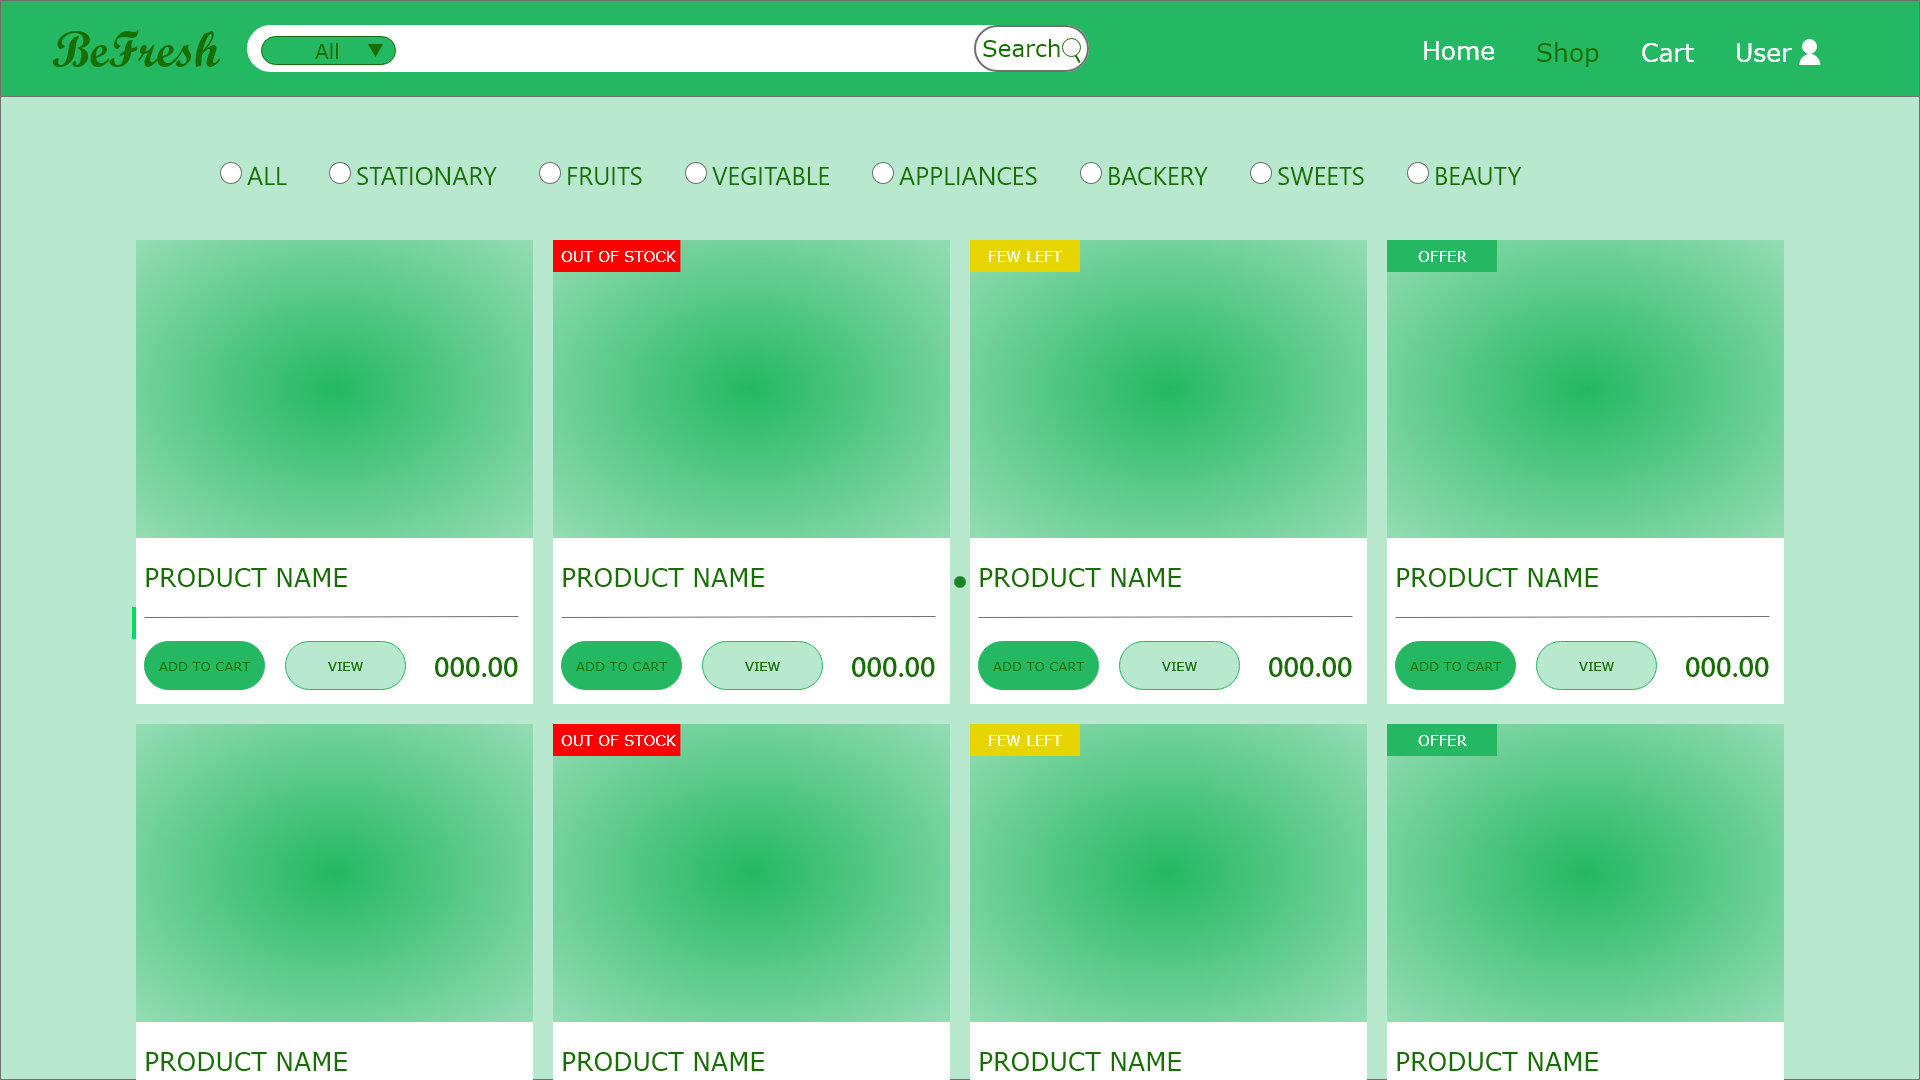 BeFresh All ▼ Search Home Shop Cart User
ALL STATIONARY FRUITS VEGITABLE APPLIANCES BACKERY SWEETS BEAUTY
OUT OF STOCK FEW LEFT OFFER
PRODUCT NAME PRODUCT NAME PRODUCT NAME PRODUCT NAME
ADD TO CART VIEW 000.00 ADD TO CART VIEW 000.00 ADD TO CART VIEW 000.00 ADD TO CART VIEW 000.00
OUT OF STOCK FEW LEFT OFFER
PRODUCT NAME PRODUCT NAME PRODUCT NAME PRODUCT NAME